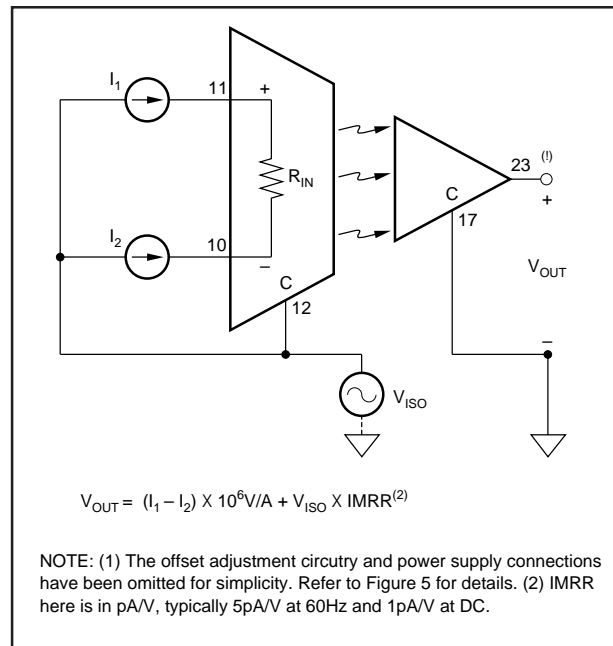 I1
11
+
RIN
I2
10
–
C
12
VISO
C
17
23
(!)
+
VOUT
–
VOUT = (I1 – I2) X 10⁶V/A + VISO X IMRR⁽²⁾
NOTE: (1) The offset adjustment circutry and power supply connections
have been omitted for simplicity. Refer to Figure 5 for details. (2) IMRR
here is in pA/V, typically 5pA/V at 60Hz and 1pA/V at DC.